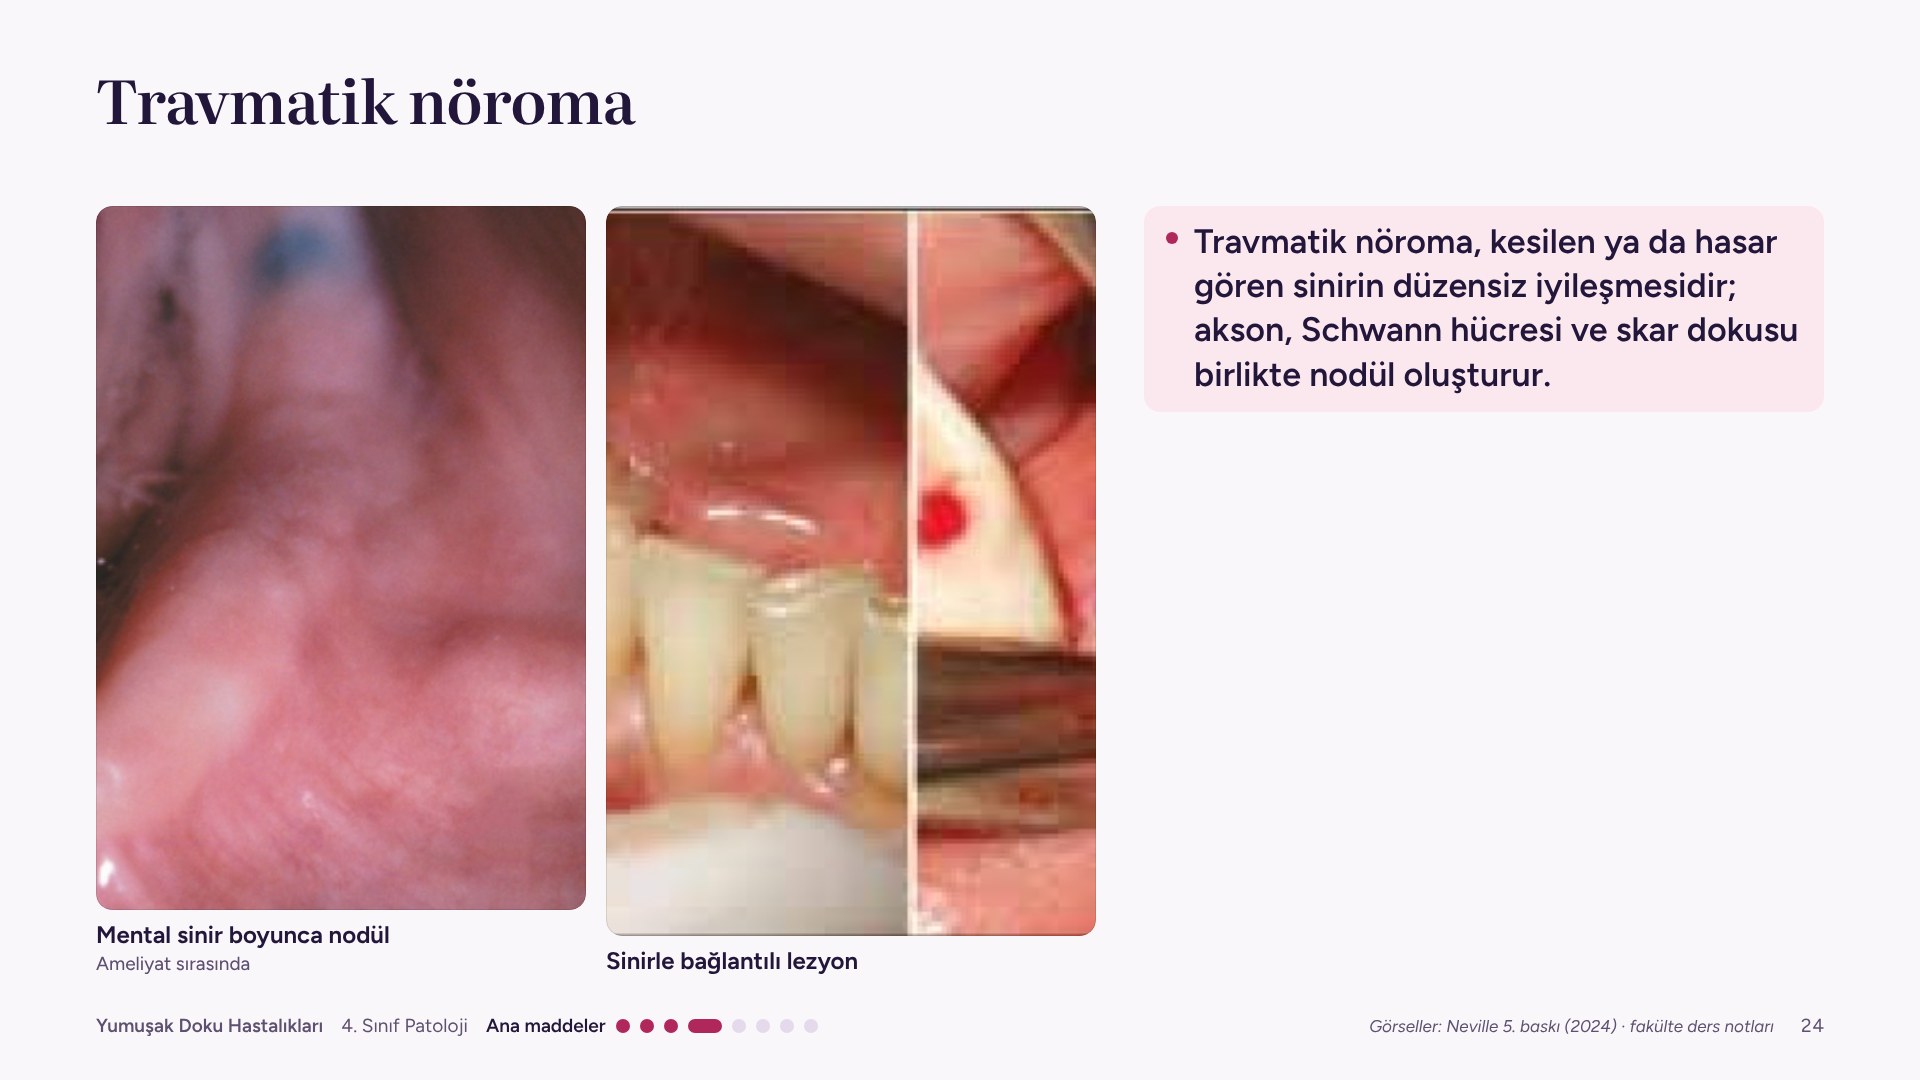 Travmatik nöroma
Travmatik nöroma, kesilen ya da hasar
gören sinirin düzensiz iyileşmesidir;
akson, Schwann hücresi ve skar dokusu
birlikte nodül oluşturur.
Mental sinir boyunca nodül
Ameliyat sırasında
Sinirle bağlantılı lezyon
Yumuşak Doku Hastalıkları 4. Sınıf Patoloji Ana maddeler
Görseller: Neville 5. baskı (2024) · fakülte ders notları 24